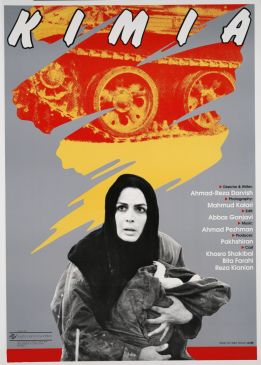 KIMIA
▶ Director & Writer:
Ahmad-Reza Darvish
▶ Photography:
Mahmud Kalari
▶ Edit:
Abbas Ganjavi
▶ Music:
Ahmad Pezhman
▶ Producer:
Pakhshiran
▶ Cast:
Khosro Shakibai
Bita Farahi
Reza Kianian